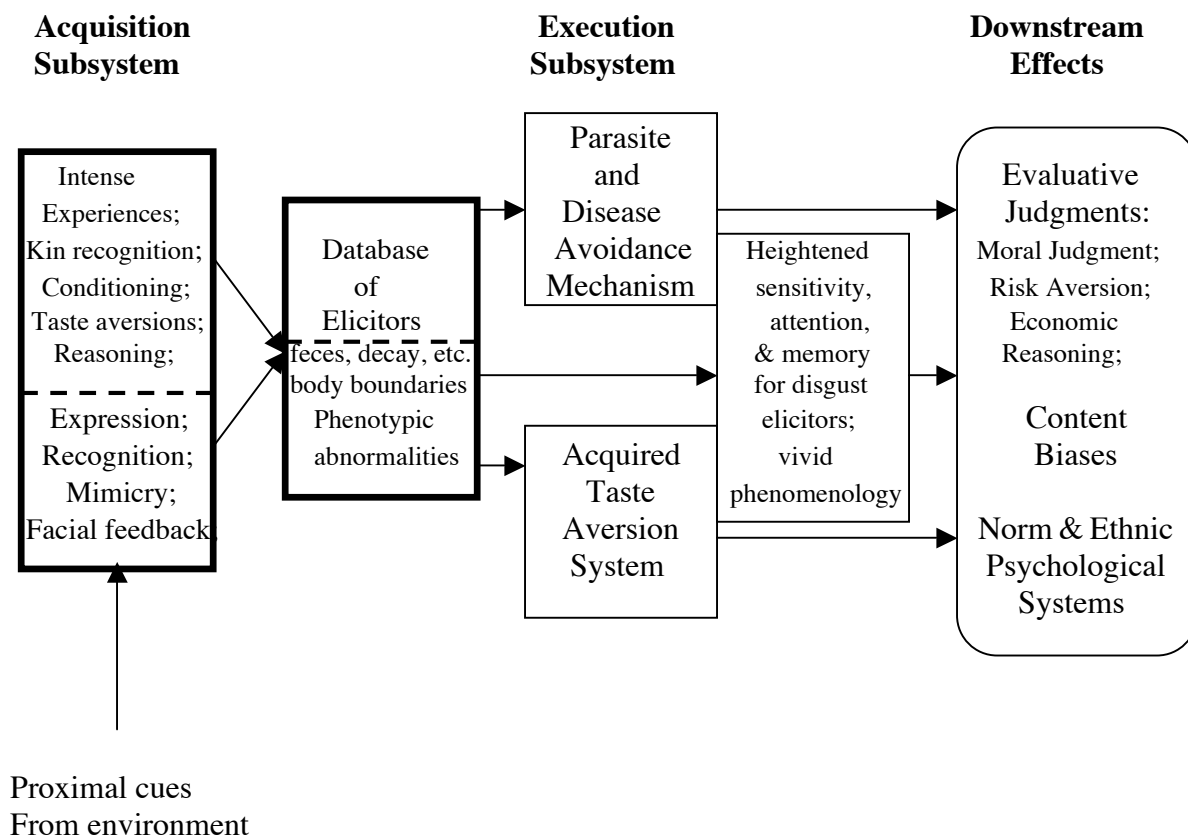 Acquisition
Subsystem
Execution
Subsystem
Downstream
Effects
Intense
Experiences;
Kin recognition;
Conditioning;
Taste aversions;
Reasoning;
Expression;
Recognition;
Mimicry;
Facial feedback;
Database
of
Elicitors
feces, decay, etc.
body boundaries
Phenotypic
abnormalities
Parasite
and
Disease
Avoidance
Mechanism
Heightened
sensitivity,
attention,
& memory
for disgust
elicitors;
vivid
phenomenology
Acquired
Taste
Aversion
System
Evaluative
Judgments:
Moral Judgment;
Risk Aversion;
Economic
Reasoning;
Content
Biases
Norm & Ethnic
Psychological
Systems
Proximal cues
From environment